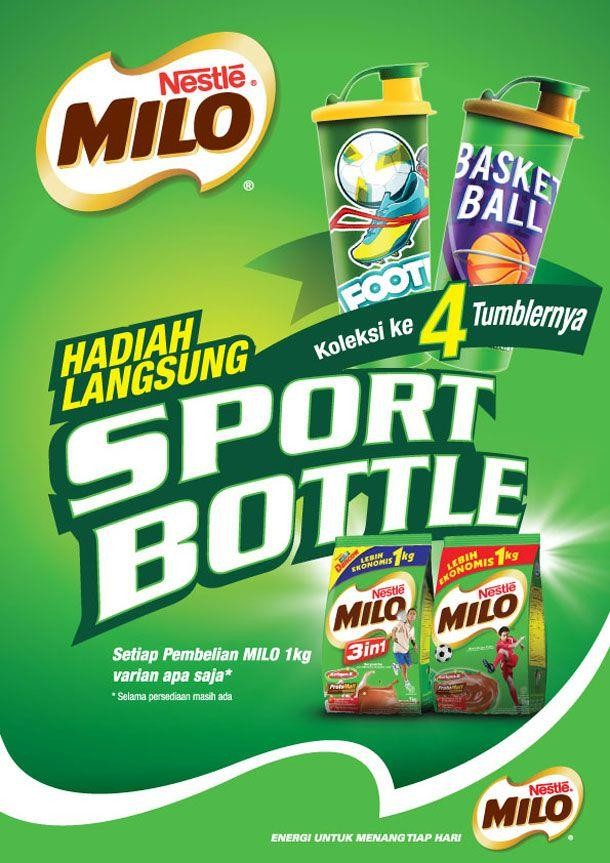 Nestlé®
MILO
®
BASKET
BALL
FOOT
HADIAH
LANGSUNG
Koleksi ke 4 Tumblernya
SPORT
BOTTLE
LEBIH
EKONOMIS 1kg
Nestlé
MILO
3in1
LEBIH
EKONOMIS 1kg
Nestlé
MILO
Setiap Pembelian MILO 1kg
varian apa saja*
* Selama persediaan masih ada
ENERGI UNTUK MENANG TIAP HARI
Nestlé
MILO
®